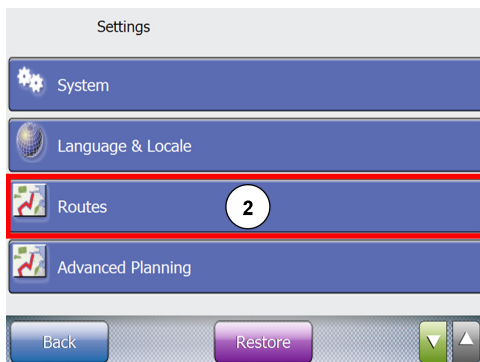 Settings
System
Language & Locale
Routes
2
Advanced Planning
Back
Restore